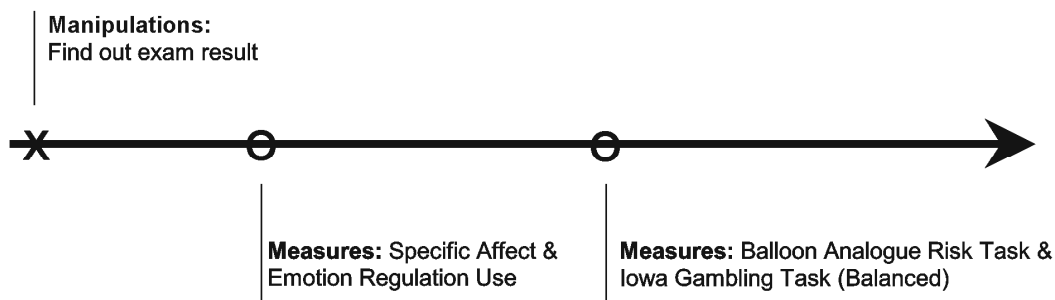 Manipulations:
Find out exam result
X
O
O
Measures: Specific Affect &
Emotion Regulation Use
Measures: Balloon Analogue Risk Task &
Iowa Gambling Task (Balanced)